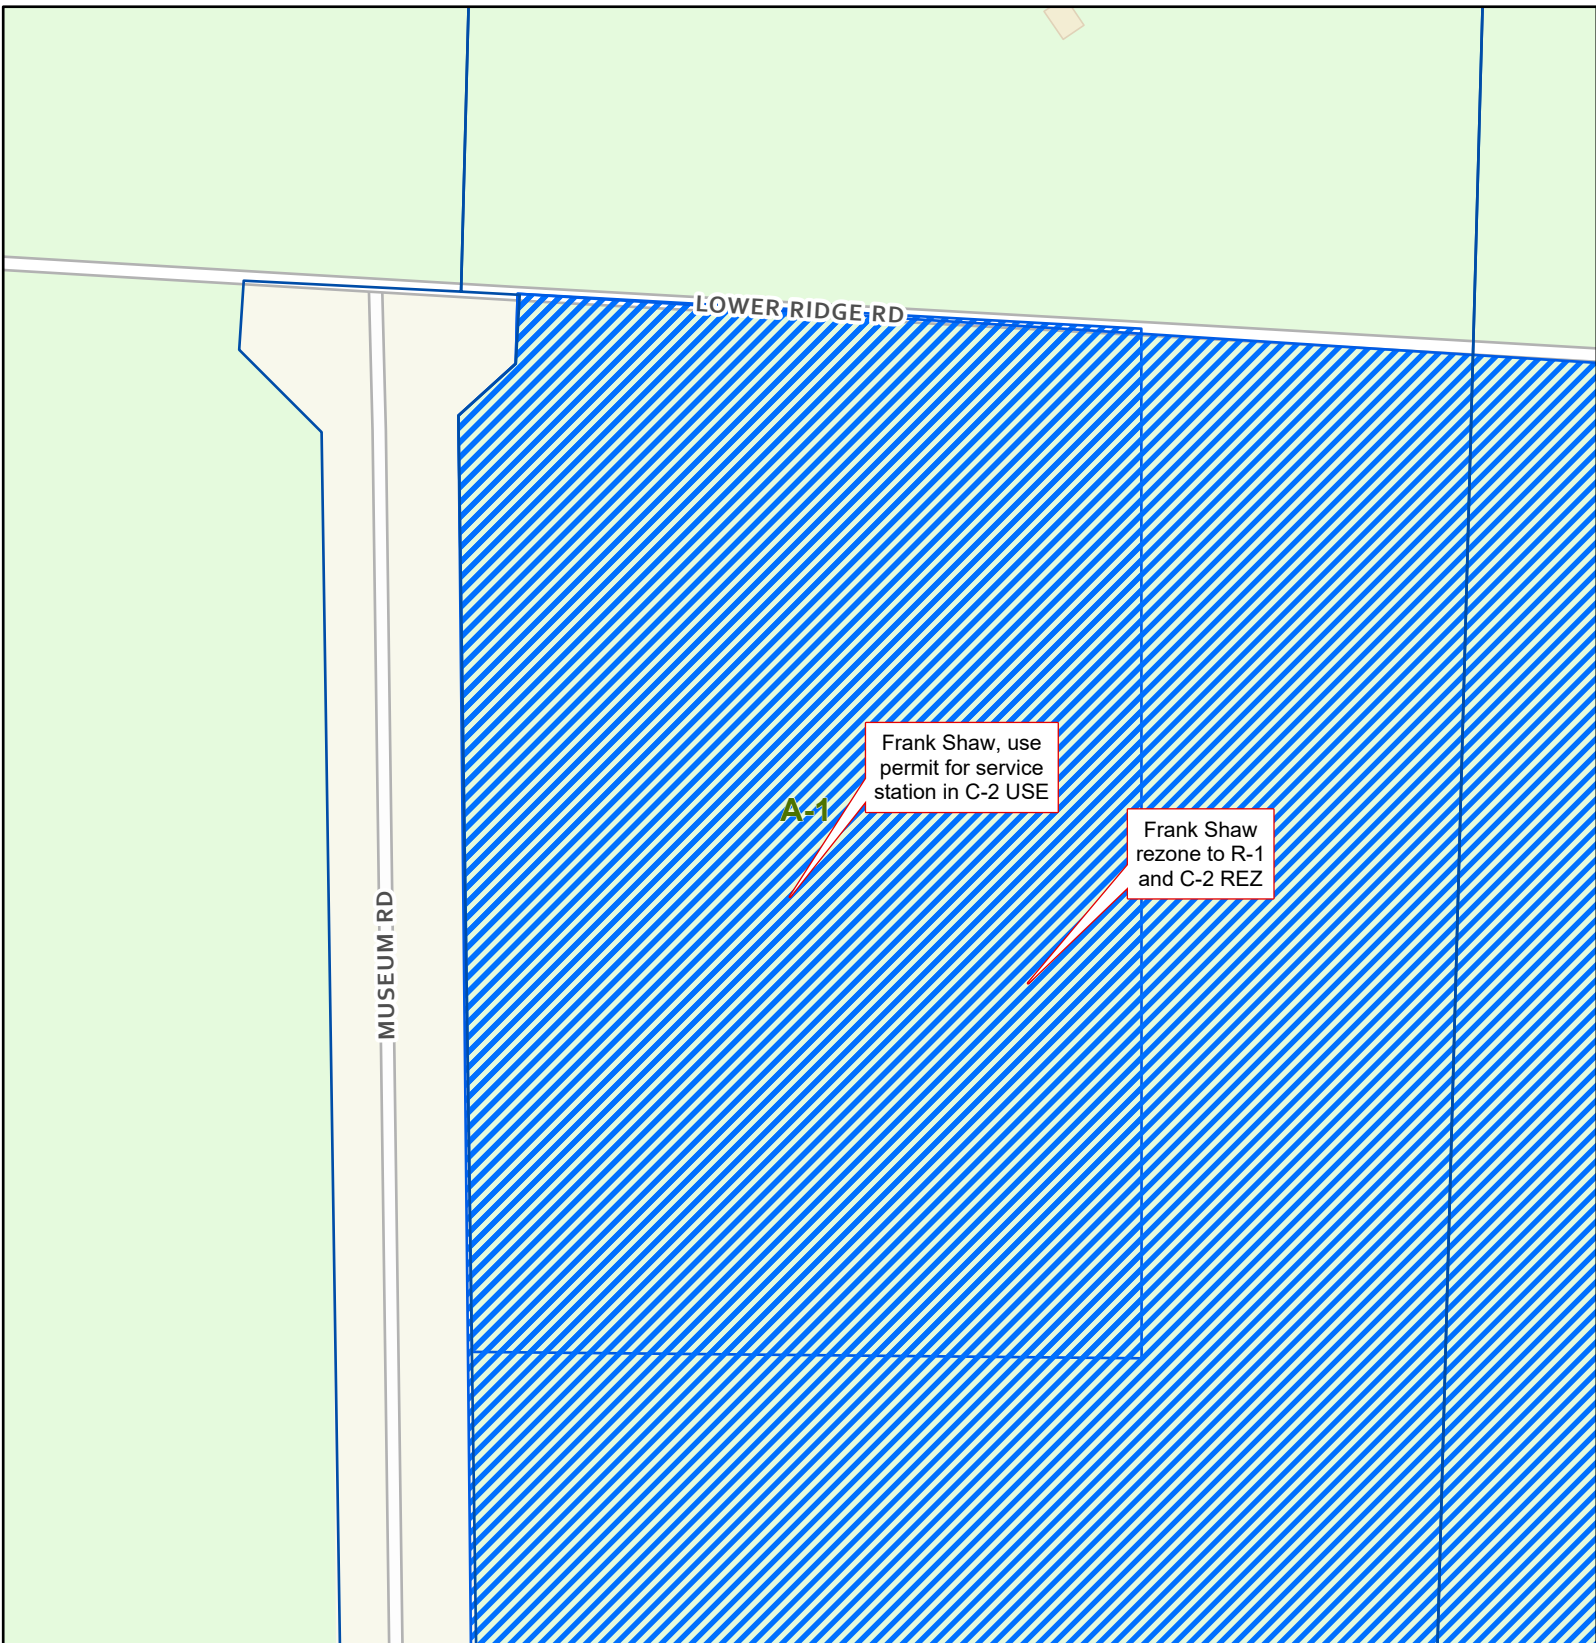 LOWER RIDGE RD
Frank Shaw, use
permit for service
station in C-2 USE
A-1
Frank Shaw
rezone to R-1
and C-2 REZ
MUSEUM RD